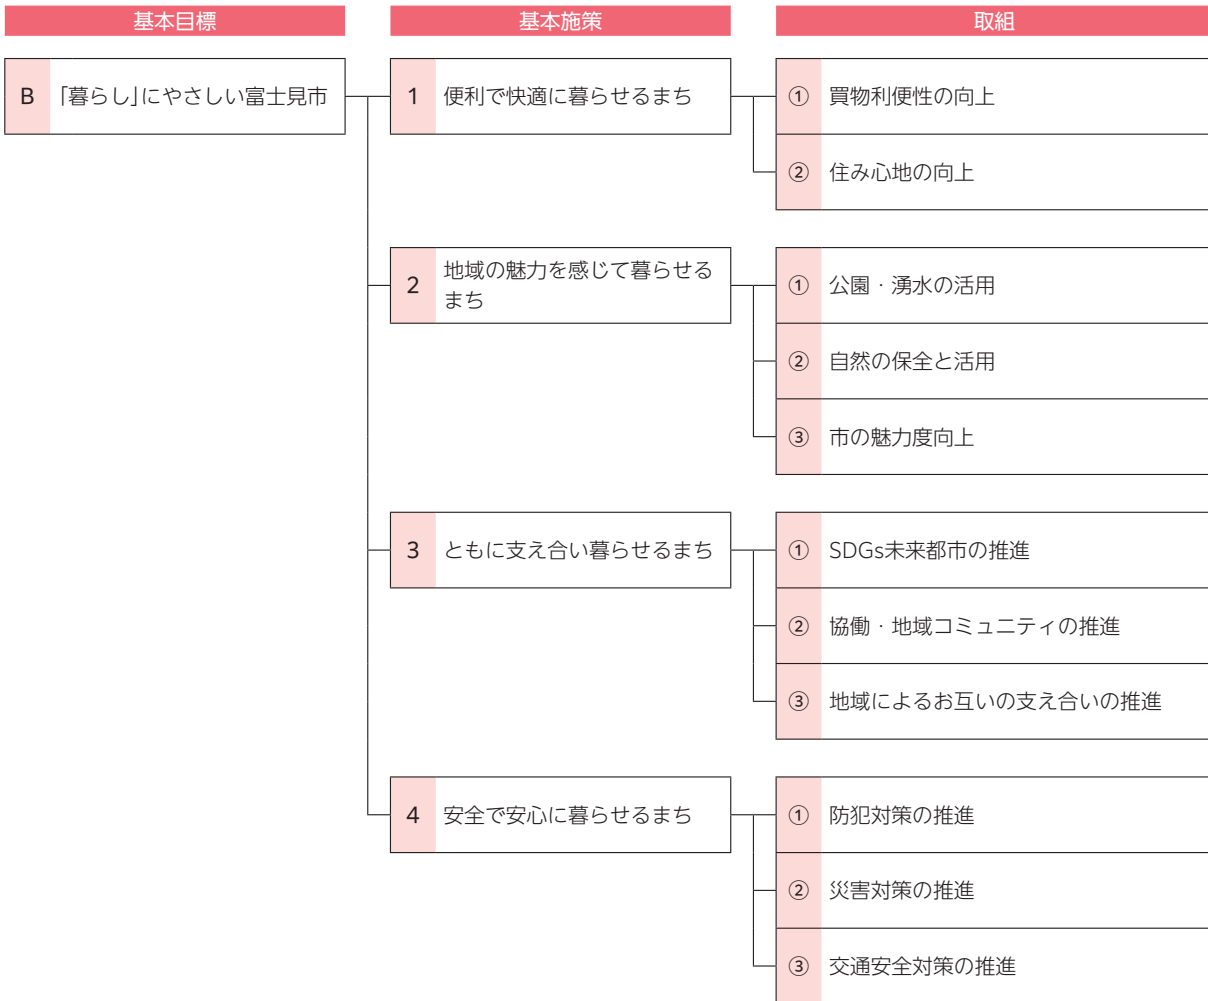 基本目標
基本施策
取組
B 「暮らし」にやさしい富士見市
1 便利で快適に暮らせるまち
① 買物利便性の向上
② 住み心地の向上
2 地域の魅力を感じて暮らせる
まち
① 公園・湧水の活用
② 自然の保全と活用
③ 市の魅力度向上
3 ともに支え合い暮らせるまち
① SDGs未来都市の推進
② 協働・地域コミュニティの推進
③ 地域によるお互いの支え合いの推進
4 安全で安心に暮らせるまち
① 防犯対策の推進
② 災害対策の推進
③ 交通安全対策の推進